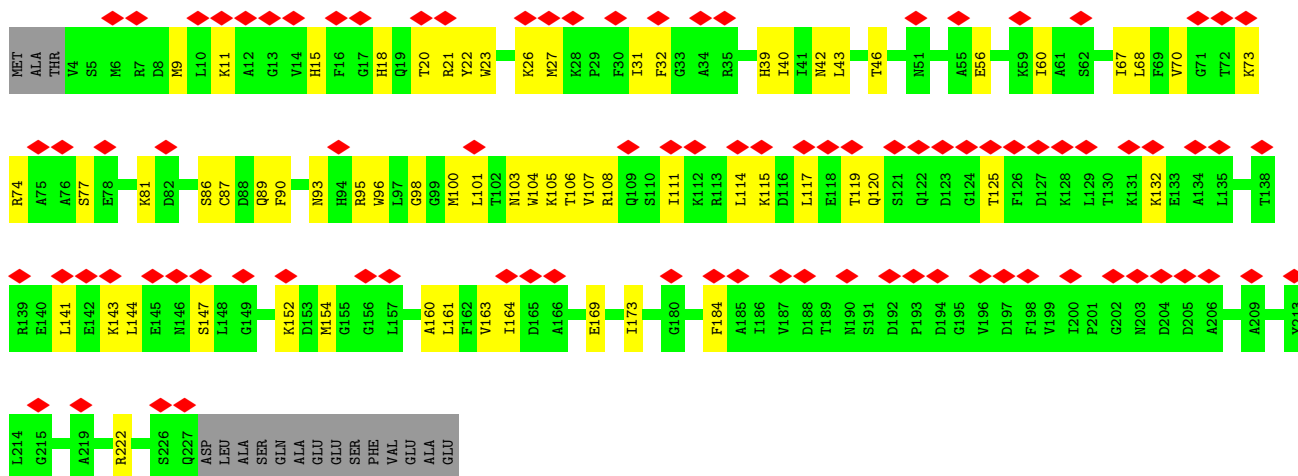 MET ALA THR V4 S5 M6 R7 D8 M9 L10 K11 A12 G13 V14 H15 F16 G17 H18 Q19 T20 R21 Y22 W23 K26 M27 K28 P29 F30 I31 F32 G33 A34 R35 H39 I40 I41 N42 L43 T46 N51 A55 E56 K59 I60 A61 S62 I67 L68 F69 V70 G71 T72 K73
R74 A75 A76 S77 E78 K81 D82 S86 C87 D88 Q89 F90 N93 H94 R95 W96 L97 G98 G99 M100 L101 T102 N103 W104 K105 T106 V107 R108 Q109 S110 I111 K112 R113 L114 K115 D116 L117 E118 T119 Q120 S121 Q122 D123 G124 T125 F126 D127 K128 L129 T130 K131 K132 E133 A134 L135 T138
R139 E140 L141 E142 K143 L144 E145 N146 S147 L148 G149 K152 D153 M154 G155 G156 L157 A160 L161 F162 V163 I164 D165 A166 E169 I173 G180 F184 A185 I186 V187 D188 T189 N190 S191 D192 P193 D194 G195 V196 D197 F198 V199 I200 P201 G202 N203 D204 D205 A206 A209 Y213
L214 G215 A219 R222 S226 Q227 ASP LEU ALA SER GLN ALA GLU GLU SER PHE VAL GLU ALA GLU